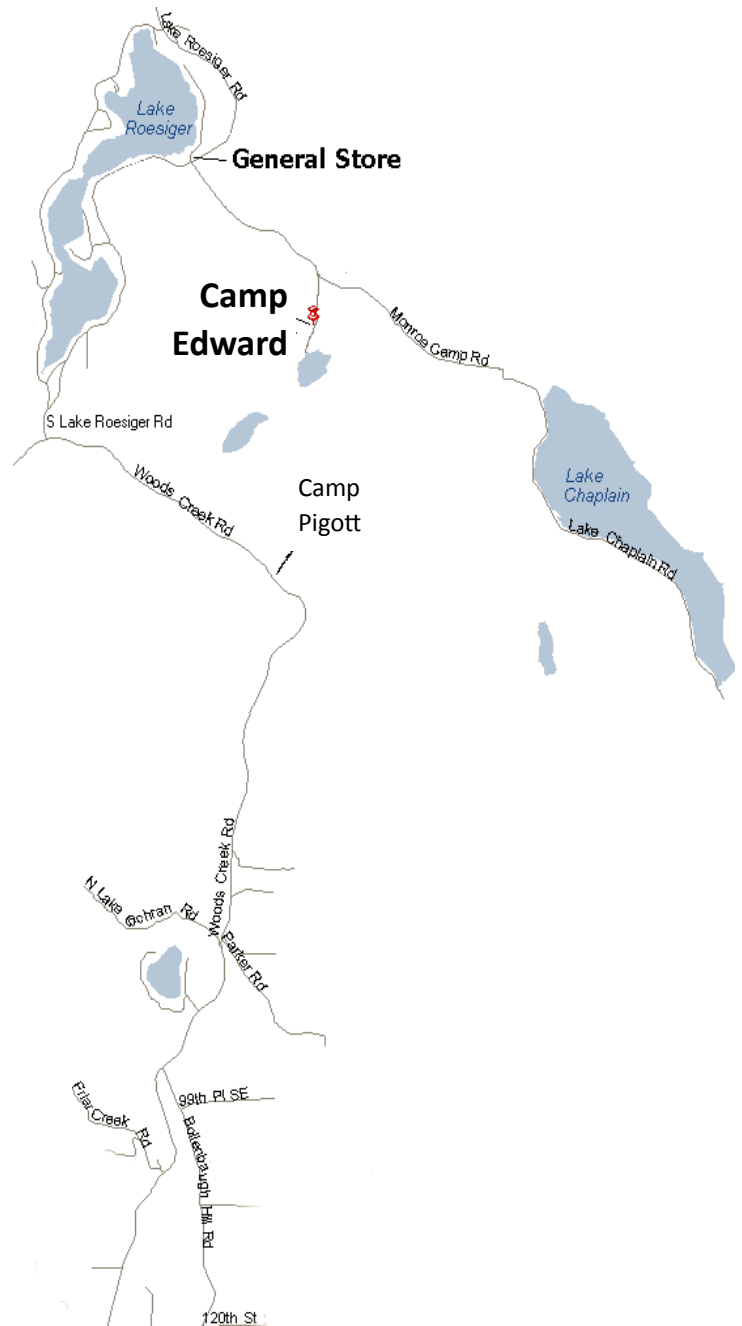 Lake Roesiger Rd
Lake
Roesiger
General Store
Camp
Edward
Monroe Camp Rd
S Lake Roesiger Rd
Woods Creek Rd
Camp
Pigott
Lake
Chaplain
Lake Chaplain Rd
Woods Creek Rd
N Lake Cochran Rd
Parker Rd
99th Pl SE
Friar Creek Rd
Bollenbaugh Hill Rd
120th St